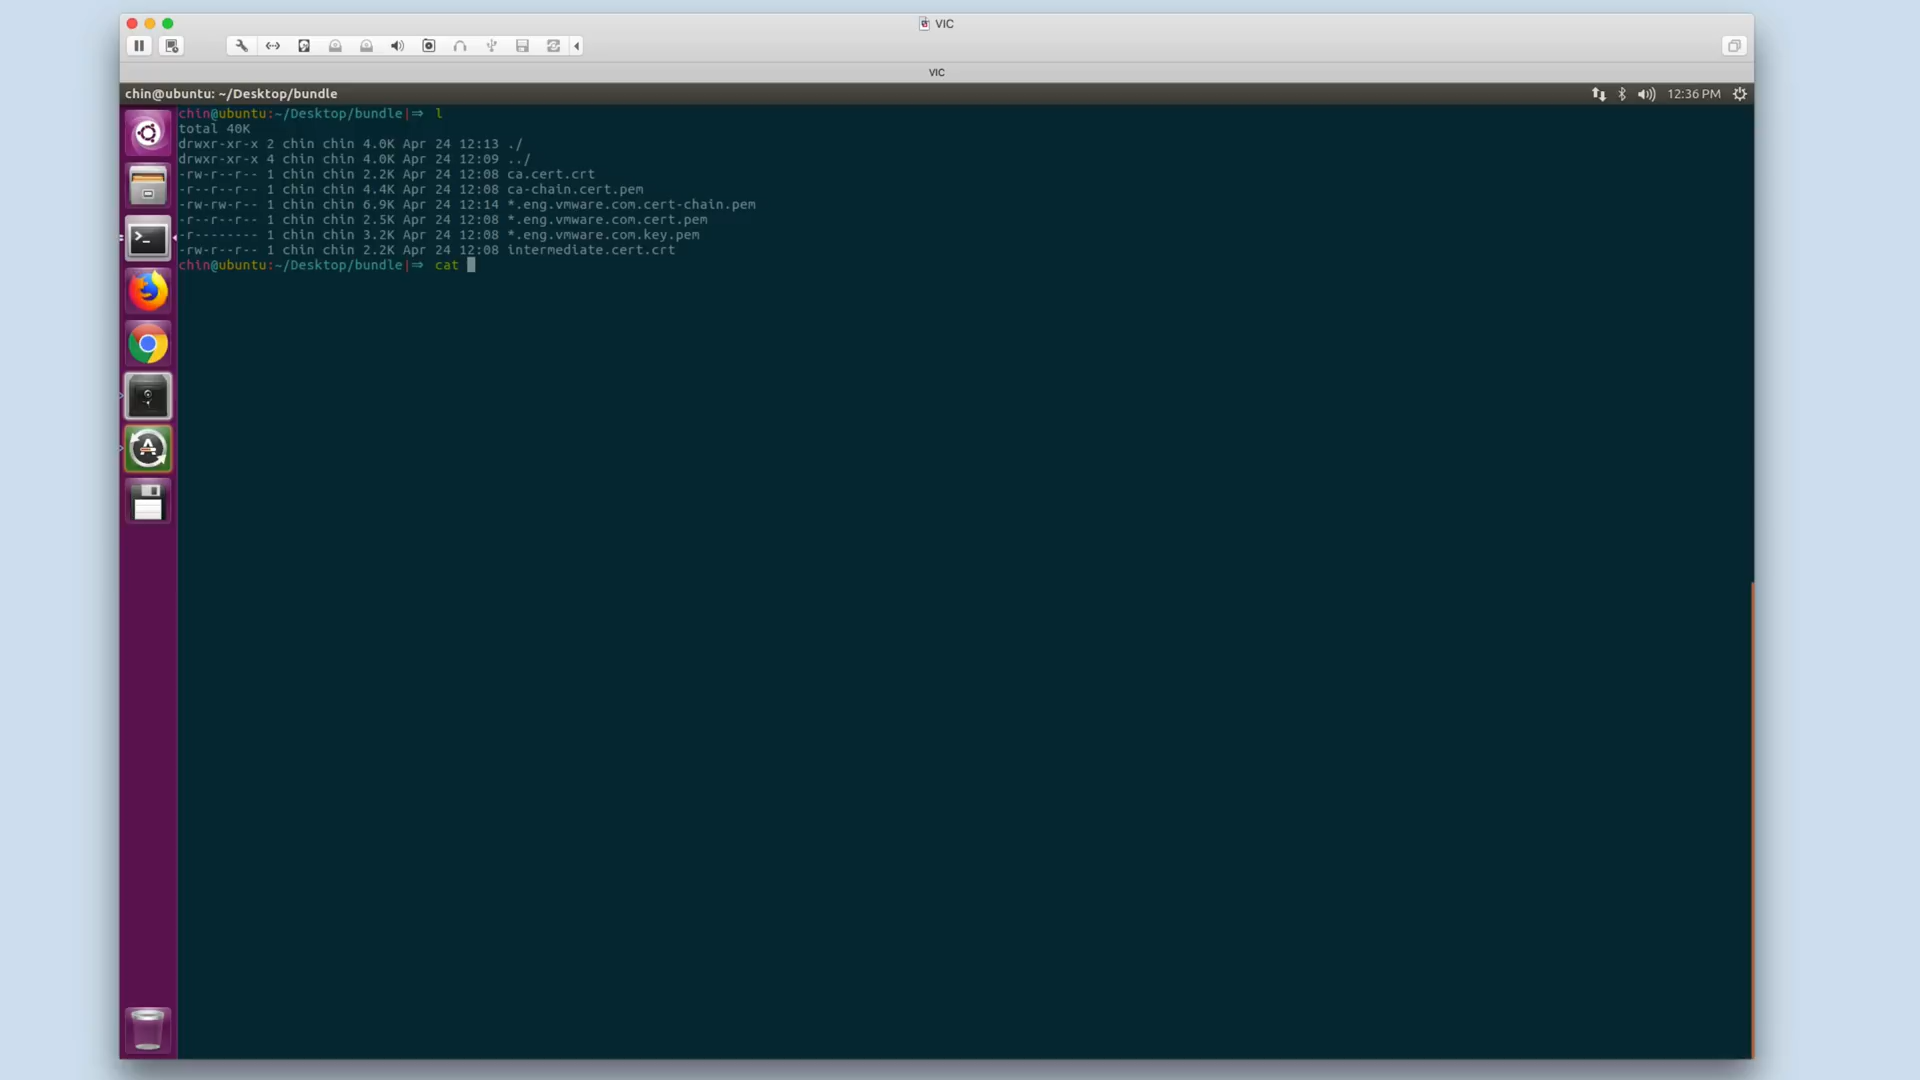 VIC
VIC
chin@ubuntu: ~/Desktop/bundle
12:36 PM
chin@ubuntu:~/Desktop/bundle|⇒ l
total 40K
drwxr-xr-x 2 chin chin 4.0K Apr 24 12:13 ./
drwxr-xr-x 4 chin chin 4.0K Apr 24 12:09 ../
-rw-r--r-- 1 chin chin 2.2K Apr 24 12:08 ca.cert.crt
-r--r--r-- 1 chin chin 4.4K Apr 24 12:08 ca-chain.cert.pem
-rw-rw-r-- 1 chin chin 6.9K Apr 24 12:14 *.eng.vmware.com.cert-chain.pem
-r--r--r-- 1 chin chin 2.5K Apr 24 12:08 *.eng.vmware.com.cert.pem
-r-------- 1 chin chin 3.2K Apr 24 12:08 *.eng.vmware.com.key.pem
-rw-r--r-- 1 chin chin 2.2K Apr 24 12:08 intermediate.cert.crt
chin@ubuntu:~/Desktop/bundle|⇒ cat